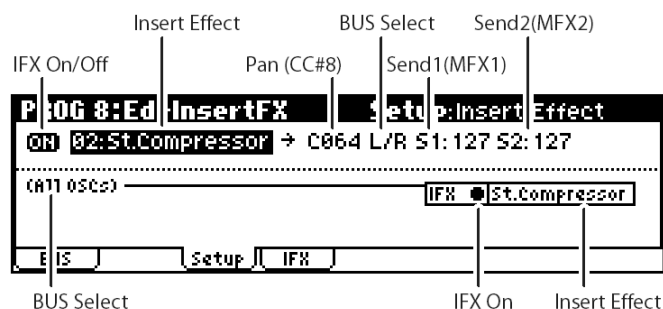 Insert Effect BUS Select Send2(MFX2)
IFX On/Off Pan (CC#8) Send1(MFX1)
PROG 8:Ed-InsertFX Setup:Insert Effect
ON 02:St.Compressor → C064 L/R S1:127 S2:127
(All OSCs)
IFX St.Compressor
BUS Setup IFX
BUS Select IFX On Insert Effect